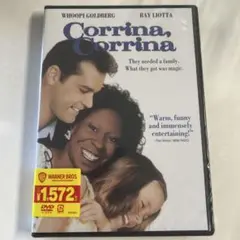 WHOOPI GOLDBERG RAY LIOTTA
Corrina,
Corrina
They needed a family.
What they got was magic.
"Warm, funny
and immensely
entertaining!"
WARNER BROS.
¥1,572
DVD